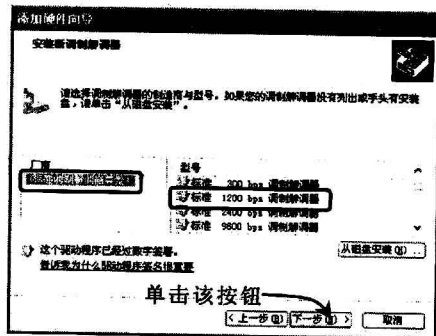 添加硬件向导
安装新调制解调器
请选择调制解调器的制造商与型号。如果您的调制解调器没有列出或手头有安装
盘，请单击“从磁盘安装”。
厂商
型号
标准 300 bps 调制解调器
标准 1200 bps 调制解调器
标准 2400 bps 调制解调器
标准 9600 bps 调制解调器
这个驱动程序已经过数字签署。
告诉我为什么驱动程序签名很重要
从磁盘安装(H)...
单击该按钮
< 上一步(B)
下一步(N) >
取消